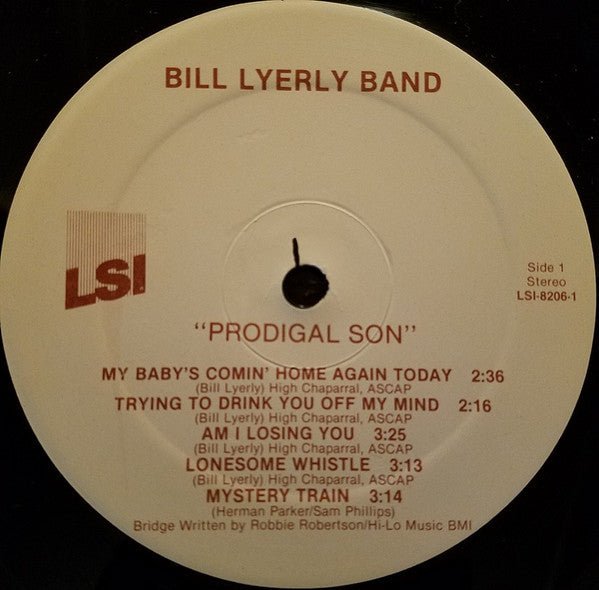 BILL LYERLY BAND
LSI
Side 1
Stereo
LSI-8206-1
"PRODIGAL SON"
MY BABY'S COMIN' HOME AGAIN TODAY 2:36
(Bill Lyerly) High Chaparral, ASCAP
TRYING TO DRINK YOU OFF MY MIND 2:16
(Bill Lyerly) High Chaparral, ASCAP
AM I LOSING YOU 3:25
(Bill Lyerly) High Chaparral, ASCAP
LONESOME WHISTLE 3:13
(Bill Lyerly) High Chaparral, ASCAP
MYSTERY TRAIN 3:14
(Herman Parker/Sam Phillips)
Bridge Written by Robbie Robertson/Hi-Lo Music BMI